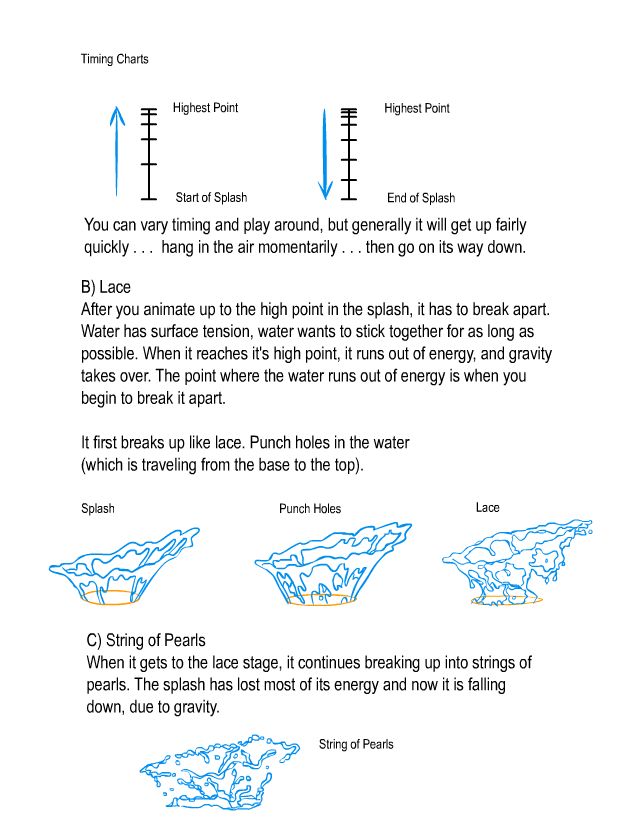 Timing Charts
Highest Point
Highest Point
Start of Splash
End of Splash
You can vary timing and play around, but generally it will get up fairly
quickly . . .  hang in the air momentarily . . . then go on its way down.
B) Lace
After you animate up to the high point in the splash, it has to break apart.
Water has surface tension, water wants to stick together for as long as
possible. When it reaches it's high point, it runs out of energy, and gravity
takes over. The point where the water runs out of energy is when you
begin to break it apart.
It first breaks up like lace. Punch holes in the water
(which is traveling from the base to the top).
Splash
Punch Holes
Lace
C) String of Pearls
When it gets to the lace stage, it continues breaking up into strings of
pearls. The splash has lost most of its energy and now it is falling
down, due to gravity.
String of Pearls